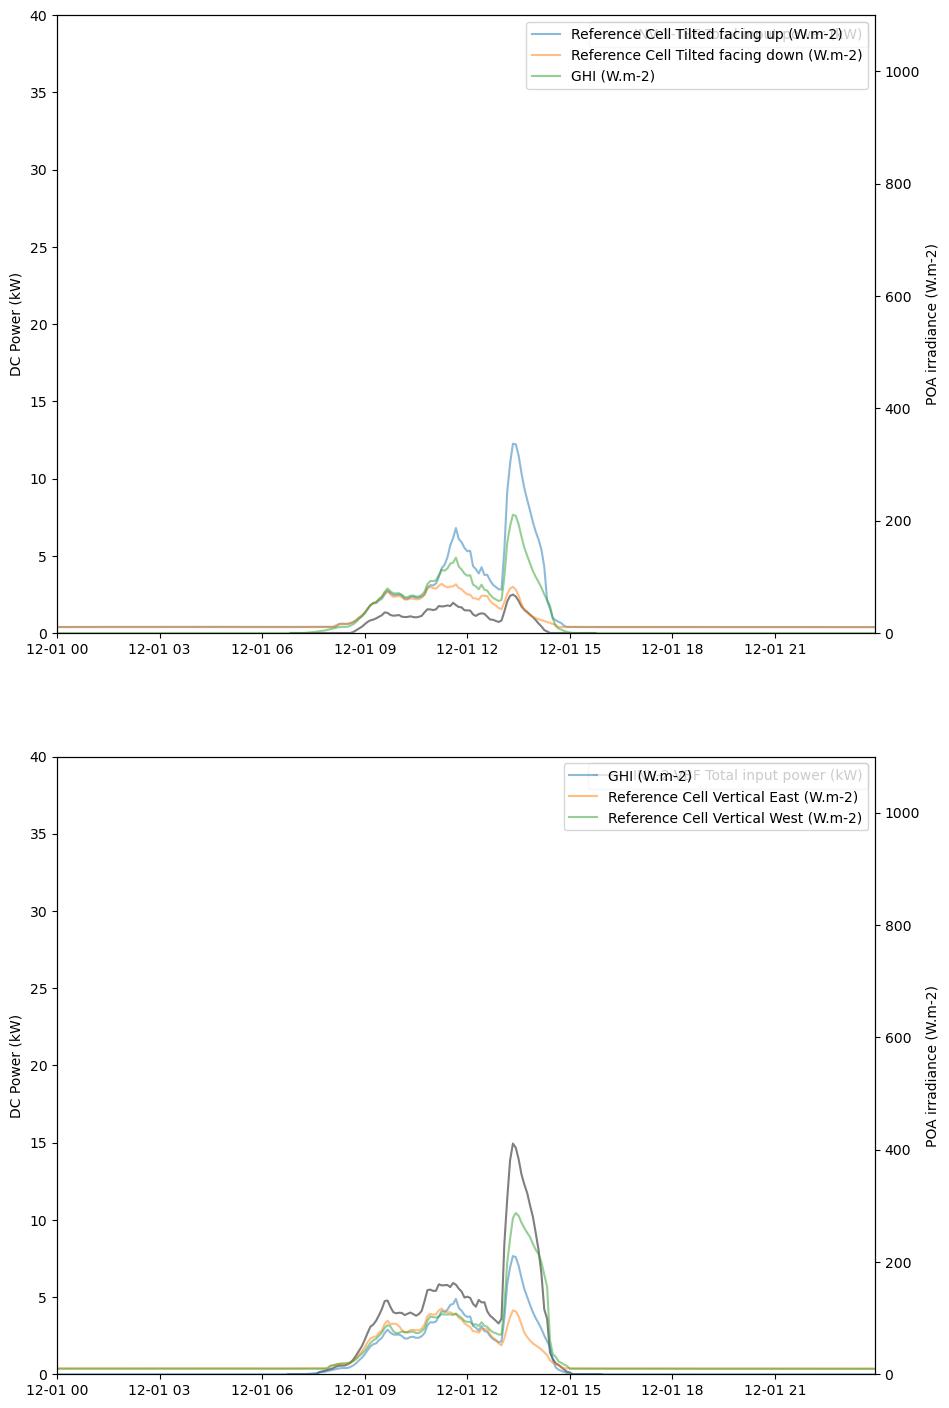 40
35
30
25
20
15
10
5
0
DC Power (kW)
Reference Cell Tilted facing up (W.m-2)
Reference Cell Tilted facing down (W.m-2)
GHI (W.m-2)
1000
800
600
400
200
0
POA irradiance (W.m-2)
12-01 00 12-01 03 12-01 06 12-01 09 12-01 12 12-01 15 12-01 18 12-01 21
40
35
30
25
20
15
10
5
0
DC Power (kW)
GHI (W.m-2) Total input power (kW)
Reference Cell Vertical East (W.m-2)
Reference Cell Vertical West (W.m-2)
1000
800
600
400
200
0
POA irradiance (W.m-2)
12-01 00 12-01 03 12-01 06 12-01 09 12-01 12 12-01 15 12-01 18 12-01 21